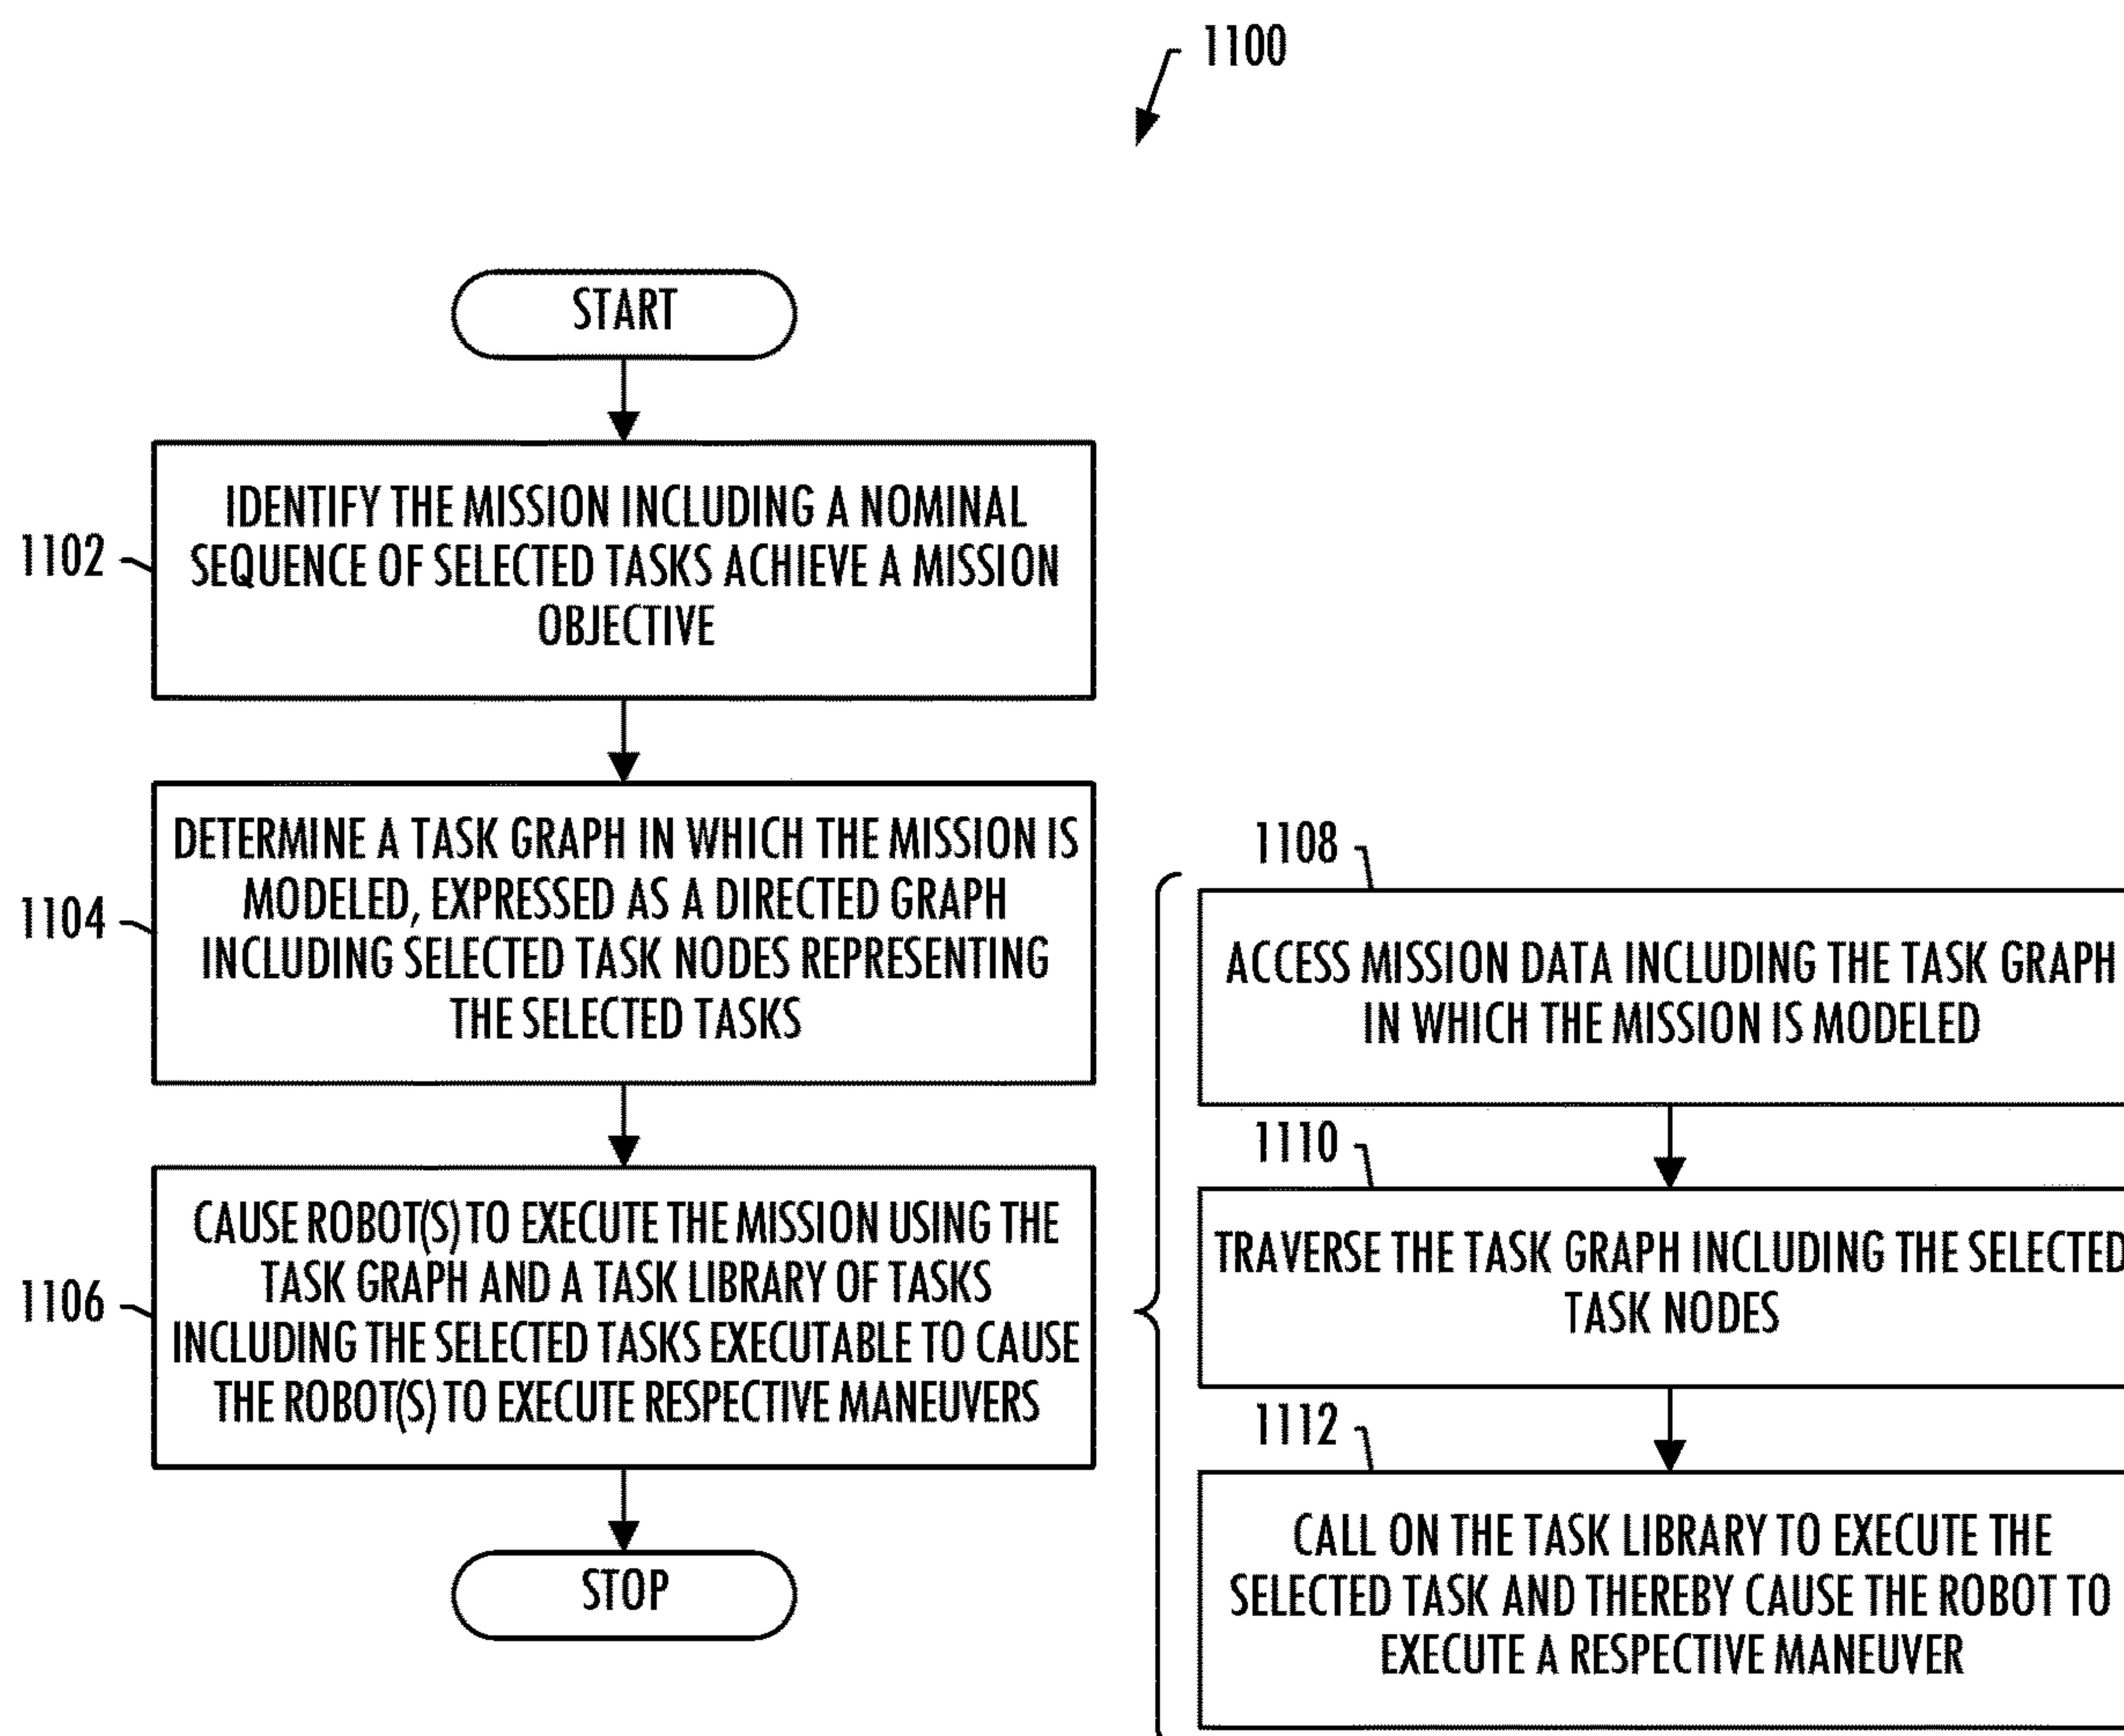 1100
START
1102
IDENTIFY THE MISSION INCLUDING A NOMINAL
SEQUENCE OF SELECTED TASKS ACHIEVE A MISSION
OBJECTIVE
1104
DETERMINE A TASK GRAPH IN WHICH THE MISSION IS
MODELED, EXPRESSED AS A DIRECTED GRAPH
INCLUDING SELECTED TASK NODES REPRESENTING
THE SELECTED TASKS
1106
CAUSE ROBOT(S) TO EXECUTE THE MISSION USING THE
TASK GRAPH AND A TASK LIBRARY OF TASKS
INCLUDING THE SELECTED TASKS EXECUTABLE TO CAUSE
THE ROBOT(S) TO EXECUTE RESPECTIVE MANEUVERS
STOP
1108
ACCESS MISSION DATA INCLUDING THE TASK GRAPH
IN WHICH THE MISSION IS MODELED
1110
TRAVERSE THE TASK GRAPH INCLUDING THE SELECTED
TASK NODES
1112
CALL ON THE TASK LIBRARY TO EXECUTE THE
SELECTED TASK AND THEREBY CAUSE THE ROBOT TO
EXECUTE A RESPECTIVE MANEUVER